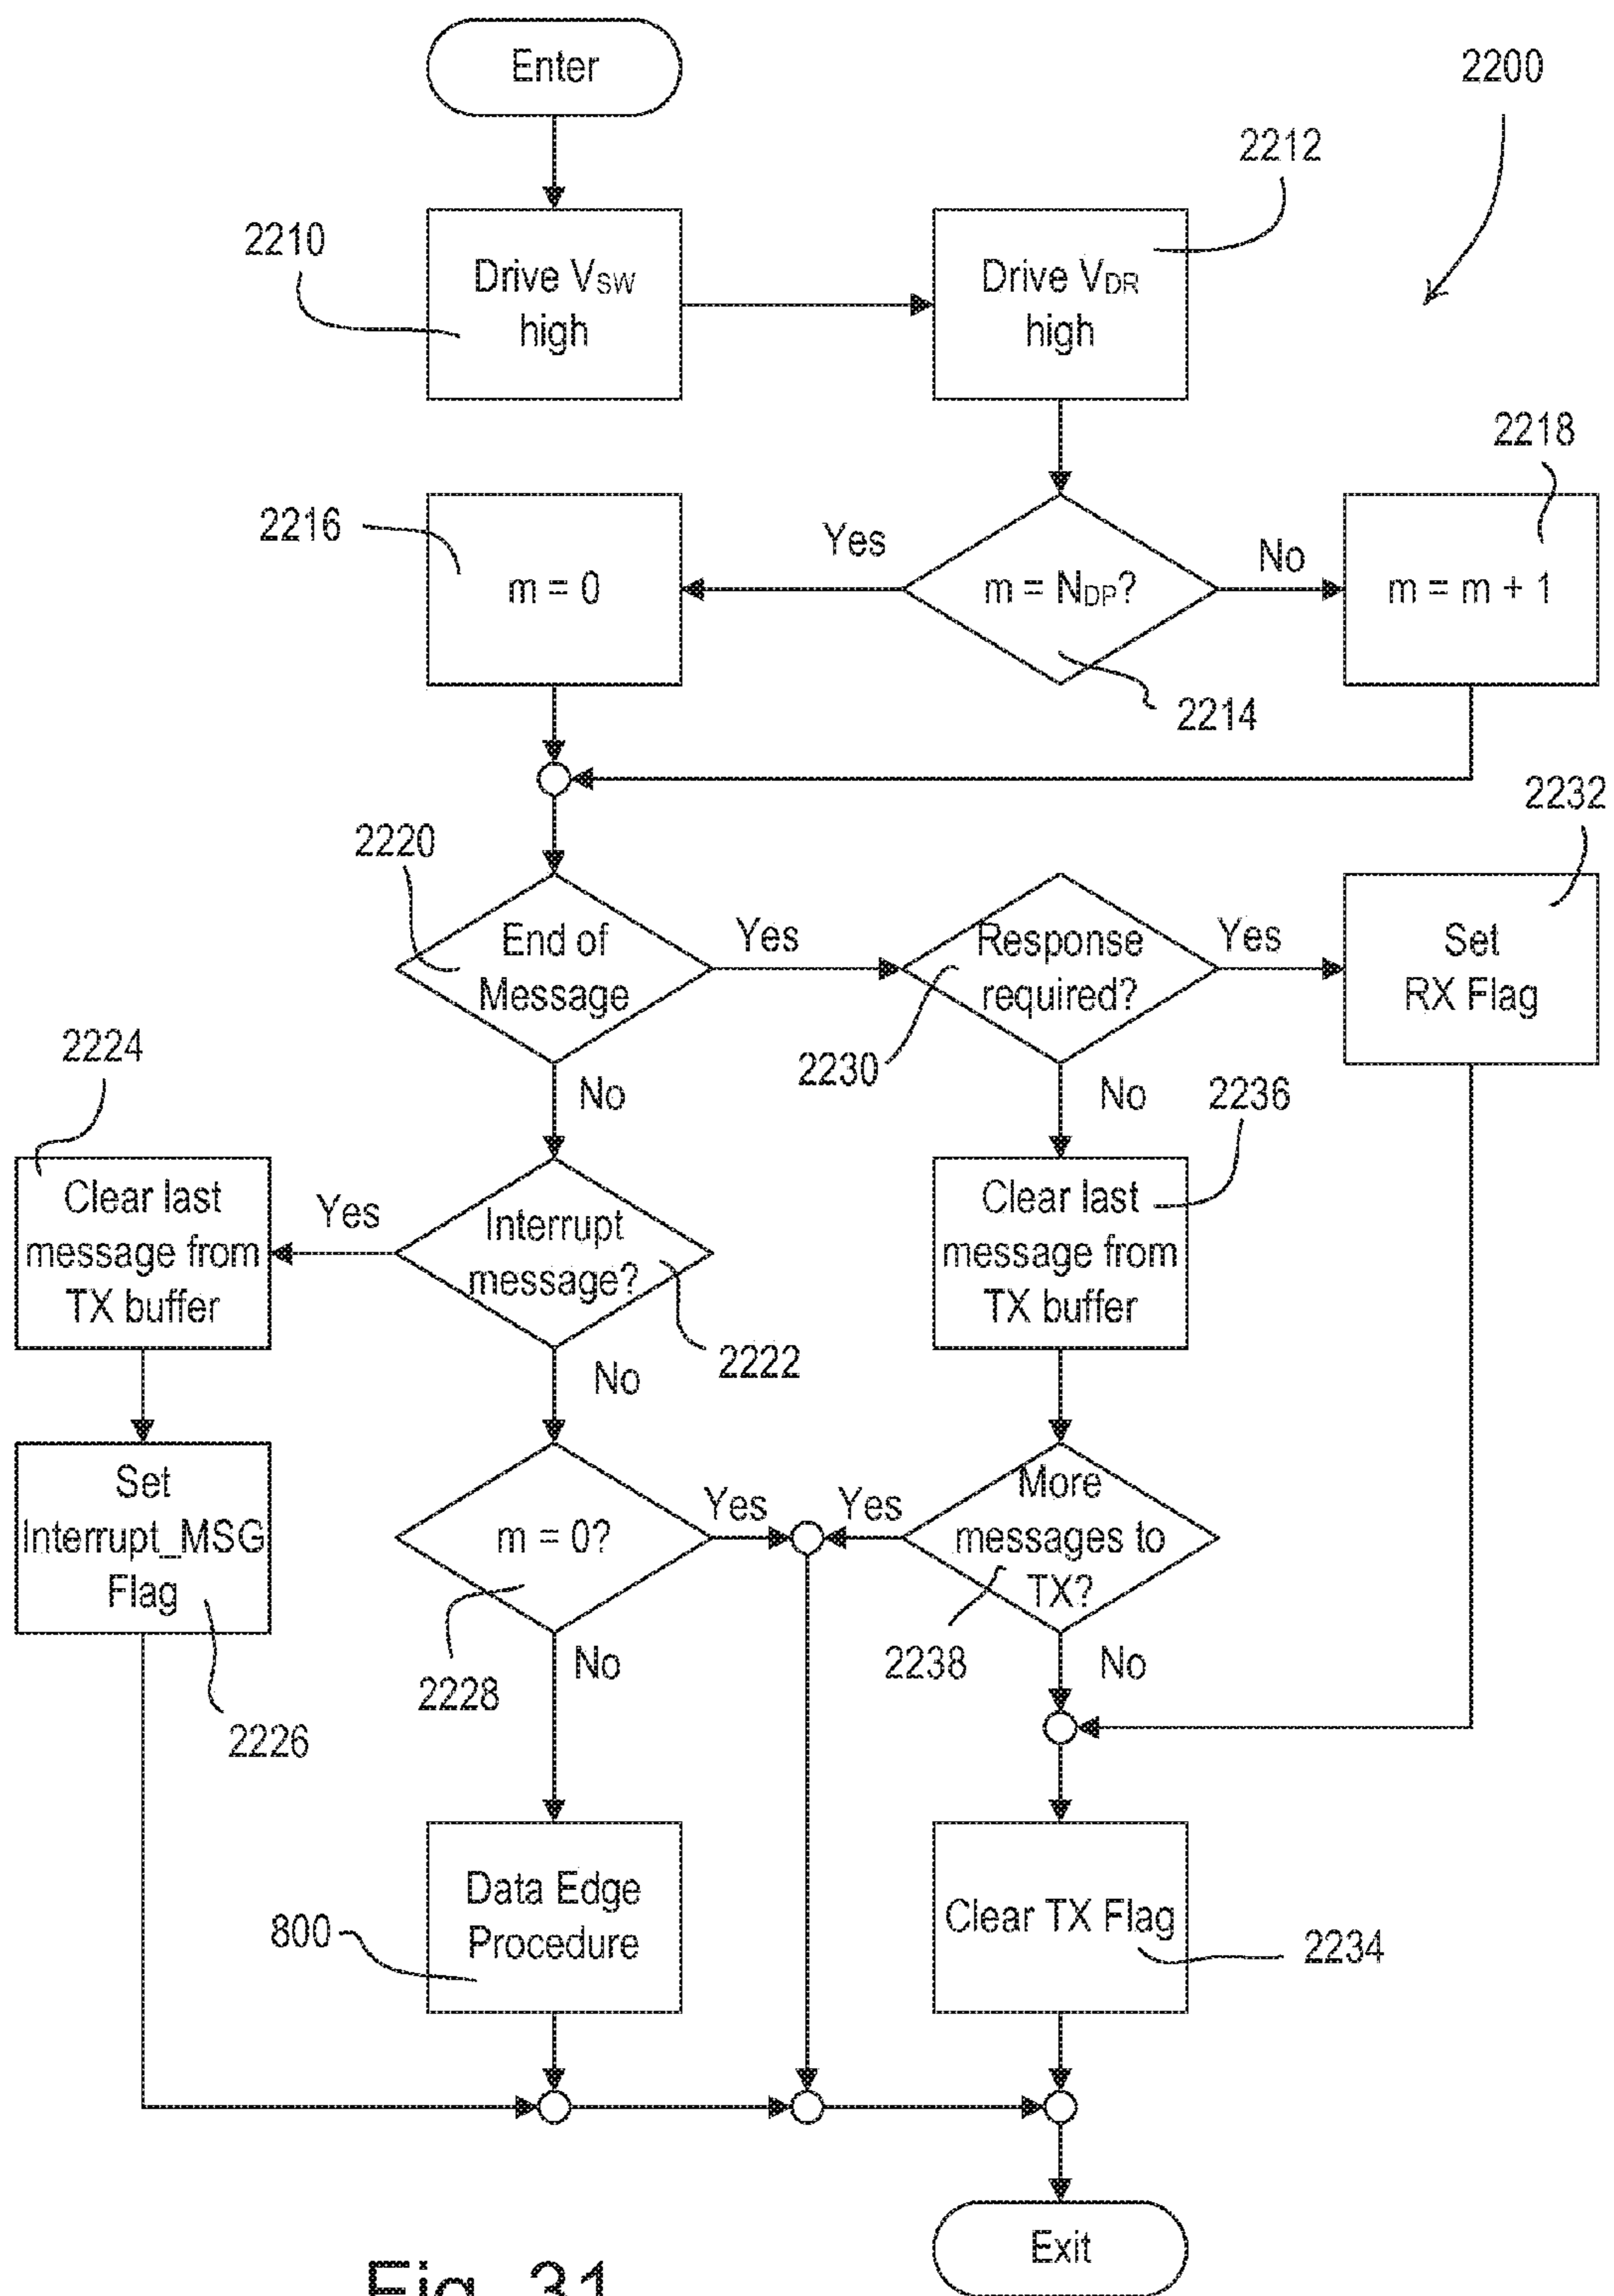 Enter
2200
2212
2210
Drive VSW
high
Drive VDR
high
2218
2216
m = 0
Yes
m = NDP?
No
m = m + 1
2214
2232
2220
End of
Message
Yes
Response
required?
Yes
Set
RX Flag
2224
2230
No
No
2236
Clear last
message from
TX buffer
Yes
Interrupt
message?
Clear last
message from
TX buffer
2222
No
Set
Interrupt_MSG
Flag
m = 0?
Yes
Yes
More
messages to
TX?
2228
No
2238
No
2226
Data Edge
Procedure
800
Clear TX Flag
2234
Exit
Fig. 31